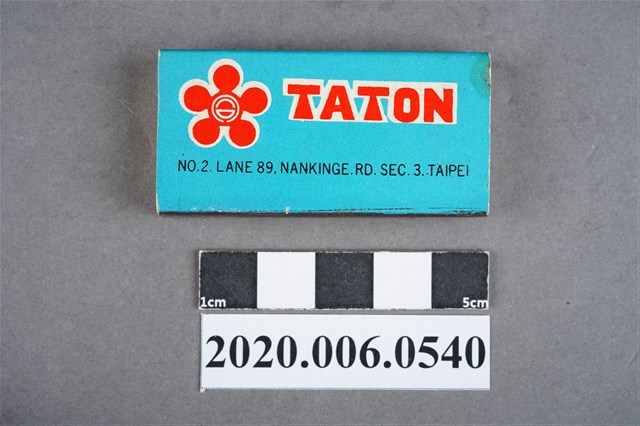 TATON
NO.2. LANE 89, NANKINGE.RD. SEC. 3. TAIPEI
1cm 5cm
2020.006.0540